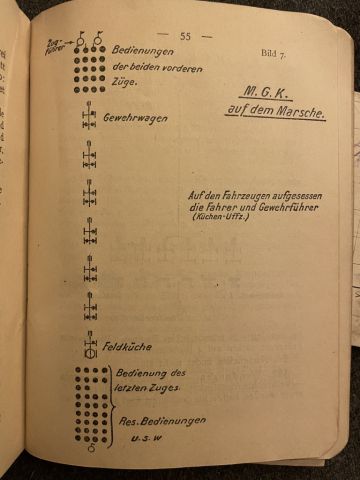 — 55 —
Bild 7.
Zug-
führer
Bedienungen
der beiden vorderen
Züge.
M. G. K.
auf dem Marsche.
Gewehrwagen
Auf den Fahrzeugen aufgesessen
die Fahrer und Gewehrführer
(Küchen-Uffz.)
Feldküche
Bedienung des
letzten Zuges.
Res. Bedienungen
u. s. w